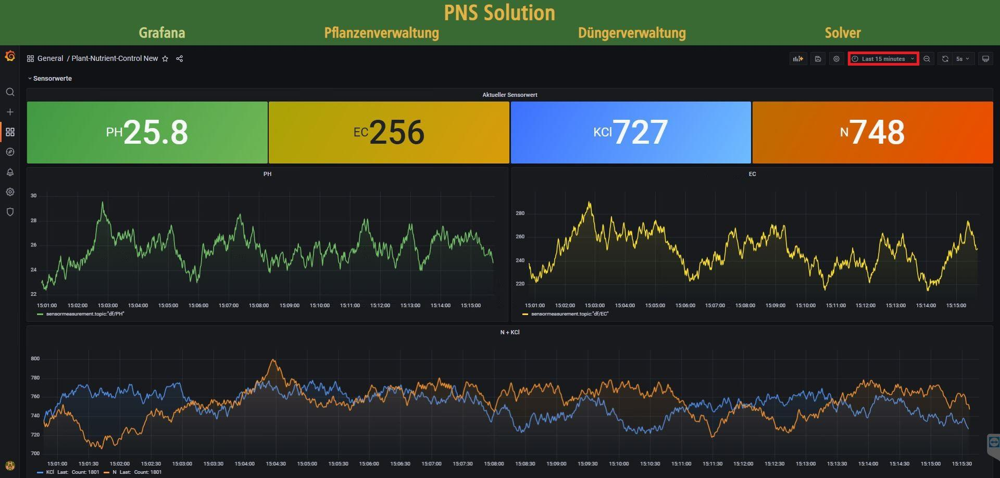 PNS Solution
Grafana Pflanzenverwaltung Düngerverwaltung Solver
General / Plant-Nutrient-Control New Last 15 minutes 5s
Sensorwerte
Aktueller Sensorwert
PH 25.8 EC 256 KCl 727 N 748
PH
30
28
26
24
22
15:01:00 15:02:00 15:03:00 15:04:00 15:05:00 15:06:00 15:07:00 15:08:00 15:09:00 15:10:00 15:11:00 15:12:00 15:13:00 15:14:00 15:15:00
sensormeasurement.topic:"df/PH"
EC
280
260
240
220
15:01:00 15:02:00 15:03:00 15:04:00 15:05:00 15:06:00 15:07:00 15:08:00 15:09:00 15:10:00 15:11:00 15:12:00 15:13:00 15:14:00 15:15:00
sensormeasurement.topic:"df/EC"
N + KCl
800
780
760
740
720
700
15:01:00 15:01:30 15:02:00 15:02:30 15:03:00 15:03:30 15:04:00 15:04:30 15:05:00 15:05:30 15:06:00 15:06:30 15:07:00 15:07:30 15:08:00 15:08:30 15:09:00 15:09:30 15:10:00 15:10:30 15:11:00 15:11:30 15:12:00 15:12:30 15:13:00 15:13:30 15:14:00 15:14:30 15:15:00 15:15:30
KCl Last: Count: 1801 N Last: Count: 1801